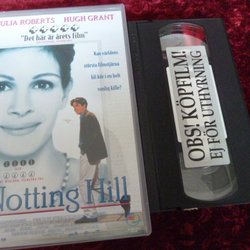 JULIA ROBERTS HUGH GRANT
"Det här är årets film"
Kan världens
största filmstjärna
bli kär i en helt
vanlig kille?
Notting Hill
OBS! KÖPFILM!
EJ FÖR UTHYRNING